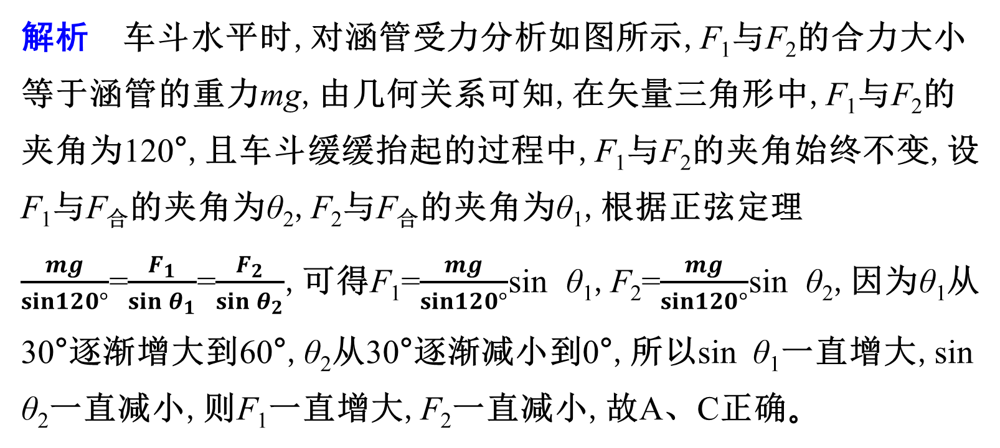 解析 车斗水平时,对涵管受力分析如图所示,F₁与F₂的合力大小
等于涵管的重力mg,由几何关系可知,在矢量三角形中,F₁与F₂的
夹角为120°,且车斗缓缓抬起的过程中,F₁与F₂的夹角始终不变,设
F₁与F合的夹角为θ₂,F₂与F合的夹角为θ₁,根据正弦定理
mg/sin120°=F₁/sin θ₁=F₂/sin θ₂,可得F₁=mg/sin120° sin θ₁,F₂=mg/sin120° sin θ₂,因为θ₁从
30°逐渐增大到60°,θ₂从30°逐渐减小到0°,所以sin θ₁一直增大,sin
θ₂一直减小,则F₁一直增大,F₂一直减小,故A、C正确。